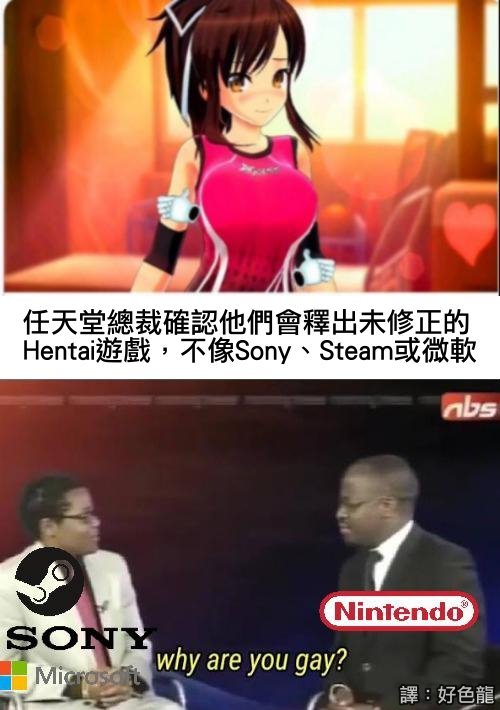 任天堂總裁確認他們會釋出未修正的
Hentai遊戲，不像Sony、Steam或微軟
nbs
Nintendo®
SONY
Microsoft
why are you gay?
譯：好色龍